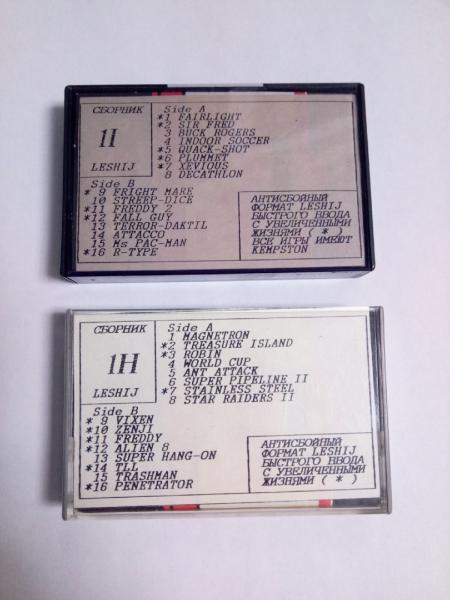 СБОРНИК
1I
LESHIJ
Side A
*1 FAIRLIGHT
*2 SIR FRED
3 BUCK ROGERS
4 INDOOR SOCCER
*5 QUACK-SHOT
*6 PLUMMET
*7 XEVIOUS
8 DECATHLON
Side B
* 9 FRIGHT MARE
10 STREEP-DICE
*11 FREDDY 2
*12 FALL GUY
13 TERROR-DAKTIL
14 ATTACCO
15 Ms PAC-MAN
*16 R-TYPE
АНТИСБОЙНЫЙ
ФОРМАТ LESHIJ
БЫСТРОГО ВВОДА
С УВЕЛИЧЕННЫМИ
ЖИЗНЯМИ ( * )
ВСЕ ИГРЫ ИМЕЮТ
KEMPSTON
СБОРНИК
1H
LESHIJ
Side A
1 MAGNETRON
*2 TREASURE ISLAND
*3 ROBIN
4 WORLD CUP
5 ANT ATTACK
6 SUPER PIPELINE II
*7 STAINLESS STEEL
8 STAR RAIDERS II
Side B
* 9 VIXEN
*10 ZENJI
*11 FREDDY
*12 ALIEN 8
13 SUPER HANG-ON
*14 TLL
15 TRASHMAN
*16 PENETRATOR
АНТИСБОЙНЫЙ
ФОРМАТ LESHIJ
БЫСТРОГО ВВОДА
С УВЕЛИЧЕННЫМИ
ЖИЗНЯМИ ( * )